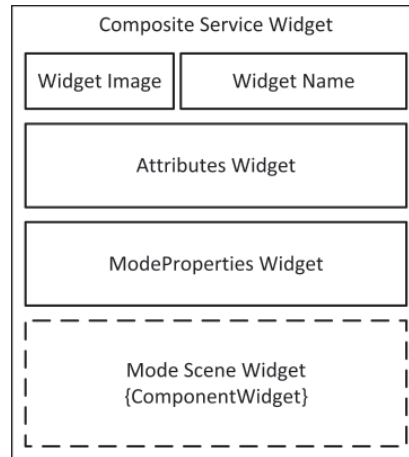 Composite Service Widget
Widget Image
Widget Name
Attributes Widget
ModeProperties Widget
Mode Scene Widget
{ComponentWidget}